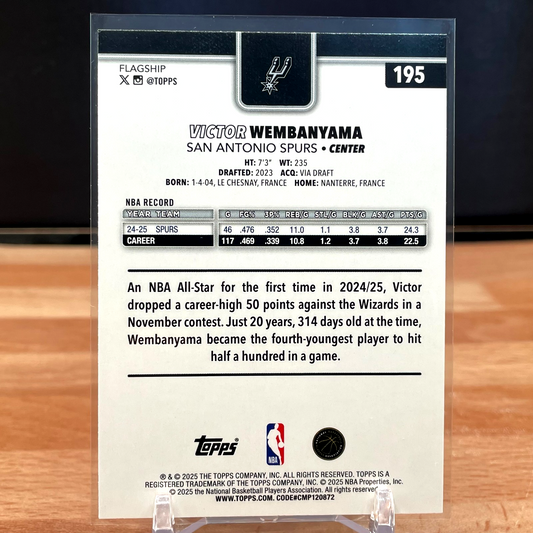 FLAGSHIP
X @TOPPS
195
VICTOR WEMBANYAMA
SAN ANTONIO SPURS • CENTER
HT: 7'3" WT: 235
DRAFTED: 2023 ACQ: VIA DRAFT
BORN: 1-4-04, LE CHESNAY, FRANCE HOME: NANTERRE, FRANCE
NBA RECORD
YEAR TEAM G FG% 3P% REB/G STL/G BLK/G AST/G PTS/G
24-25 SPURS 46 .476 .352 11.0 1.1 3.8 3.7 24.3
CAREER 117 .469 .339 10.8 1.2 3.7 3.8 22.5
An NBA All-Star for the first time in 2024/25, Victor
dropped a career-high 50 points against the Wizards in a
November contest. Just 20 years, 314 days old at the time,
Wembanyama became the fourth-youngest player to hit
half a hundred in a game.
Topps
NBA
® & © 2025 THE TOPPS COMPANY, INC. ALL RIGHTS RESERVED. TOPPS IS A
REGISTERED TRADEMARK OF THE TOPPS COMPANY, INC. © 2025 NBA Properties, Inc.
© 2025 the National Basketball Players Association. All rights reserved.
WWW.TOPPS.COM. CODE#CMP120872